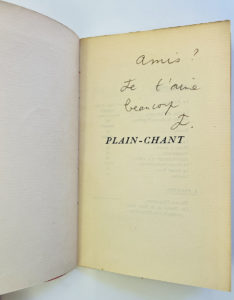 Amis?
Je t'aime
beaucoup
J.
PLAIN-CHANT